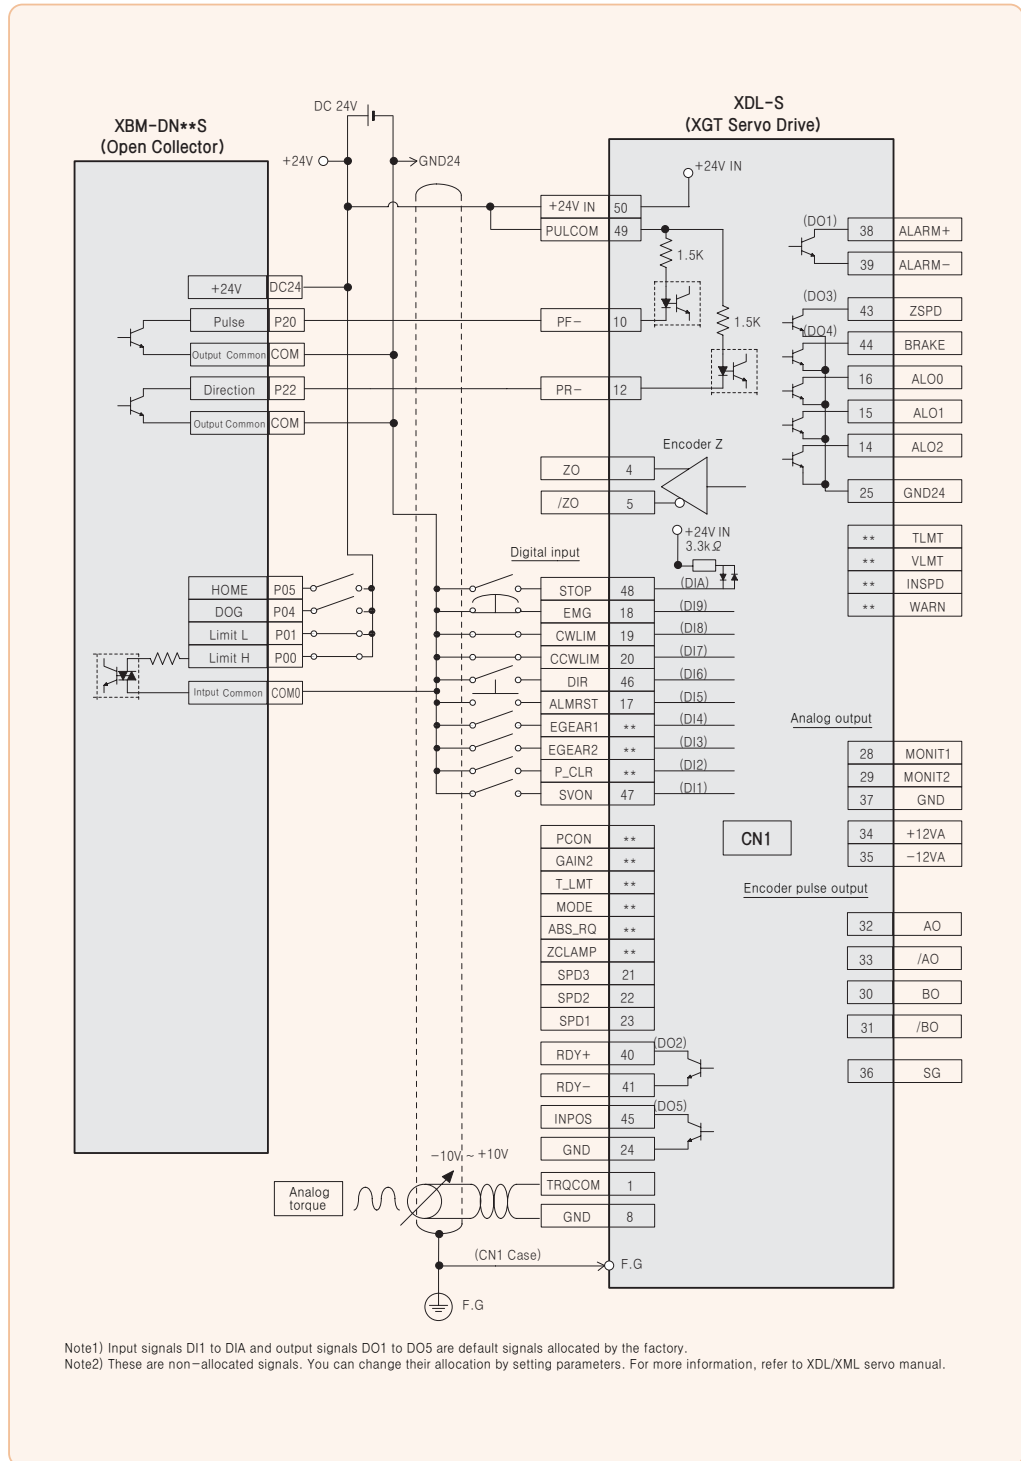 XBM-DN**S
(Open Collector)
DC 24V
+24V
GND24
XDL-S
(XGT Servo Drive)
+24V IN
+24V IN 50
PULCOM 49
1.5K
1.5K
+24V DC24
Pulse P20
Output Common COM
Direction P22
Output Common COM
PF- 10
PR- 12
Encoder Z
ZO 4
/ZO 5
+24V IN
3.3kΩ
Digital input
HOME P05
DOG P04
Limit L P01
Limit H P00
Intput Common COM0
STOP 48 (DIA)
EMG 18 (DI9)
CWLIM 19 (DI8)
CCWLIM 20 (DI7)
DIR 46 (DI6)
ALMRST 17 (DI5)
EGEAR1 ** (DI4)
EGEAR2 ** (DI3)
P_CLR ** (DI2)
SVON 47 (DI1)
PCON **
GAIN2 **
T_LMT **
MODE **
ABS_RQ **
ZCLAMP **
SPD3 21
SPD2 22
SPD1 23
RDY+ 40 (DO2)
RDY- 41
INPOS 45 (DO5)
GND 24
TRQCOM 1
GND 8
(DO1) 38 ALARM+
39 ALARM-
(DO3) 43 ZSPD
(DO4) 44 BRAKE
16 ALO0
15 ALO1
14 ALO2
25 GND24
** TLMT
** VLMT
** INSPD
** WARN
Analog output
28 MONIT1
29 MONIT2
37 GND
34 +12VA
35 -12VA
CN1
Encoder pulse output
32 AO
33 /AO
30 BO
31 /BO
36 SG
-10V ~ +10V
Analog
torque
(CN1 Case)
F.G
F.G
Note1) Input signals DI1 to DIA and output signals DO1 to DO5 are default signals allocated by the factory.
Note2) These are non-allocated signals. You can change their allocation by setting parameters. For more information, refer to XDL/XML servo manual.